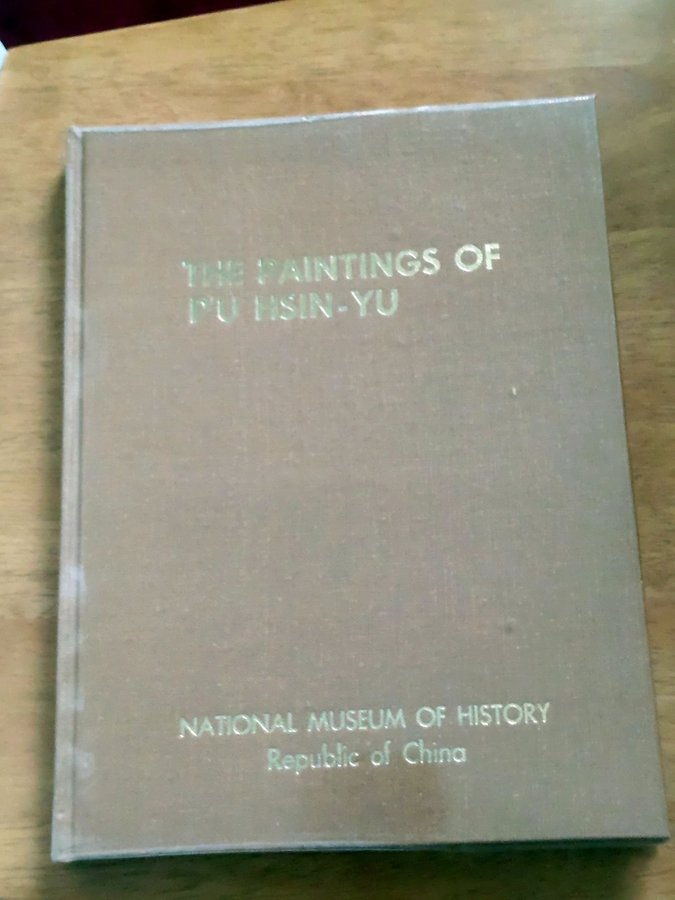 THE PAINTINGS OF
P'U HSIN-YU
NATIONAL MUSEUM OF HISTORY
Republic of China